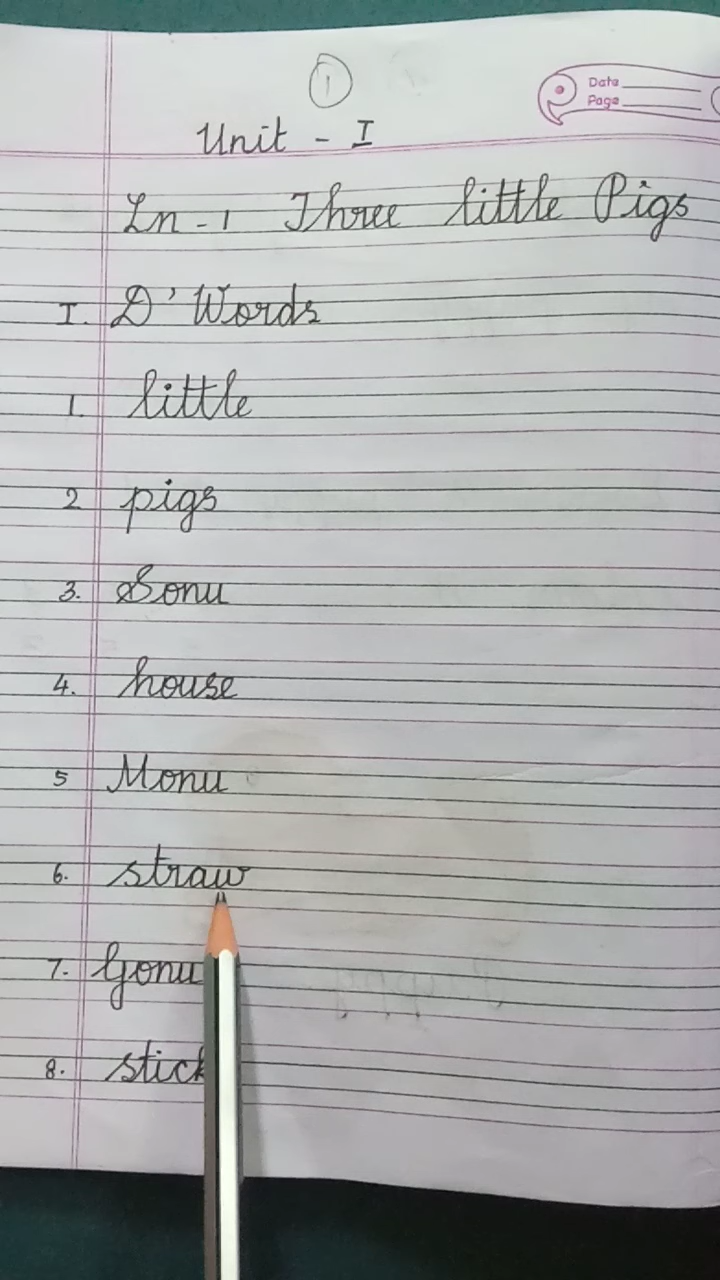 1
Date
Page
Unit - I
Ln - 1 Three little Pigs
I. D' Words
1. little
2 pigs
3. Sonu
4. house
5 Monu
6. straw
7. Gonu
8. stick